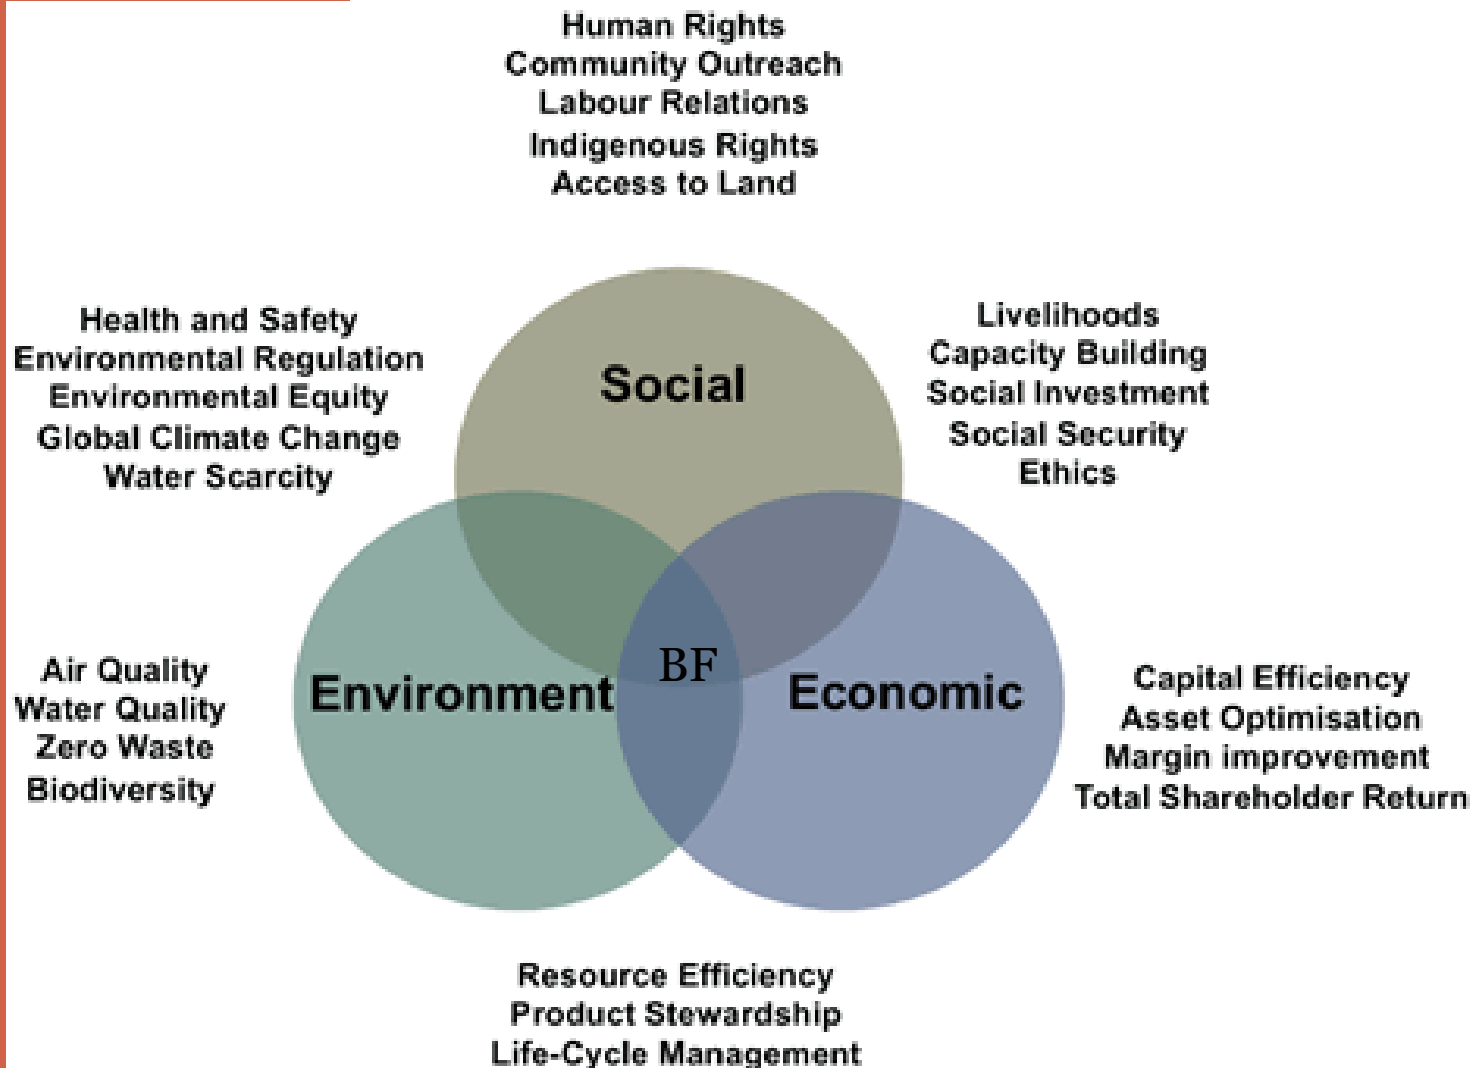 Human Rights
Community Outreach
Labour Relations
Indigenous Rights
Access to Land
Health and Safety
Environmental Regulation
Environmental Equity
Global Climate Change
Water Scarcity
Social
Livelihoods
Capacity Building
Social Investment
Social Security
Ethics
Air Quality
Water Quality
Zero Waste
Biodiversity
Environment
BF
Economic
Capital Efficiency
Asset Optimisation
Margin improvement
Total Shareholder Return
Resource Efficiency
Product Stewardship
Life-Cycle Management